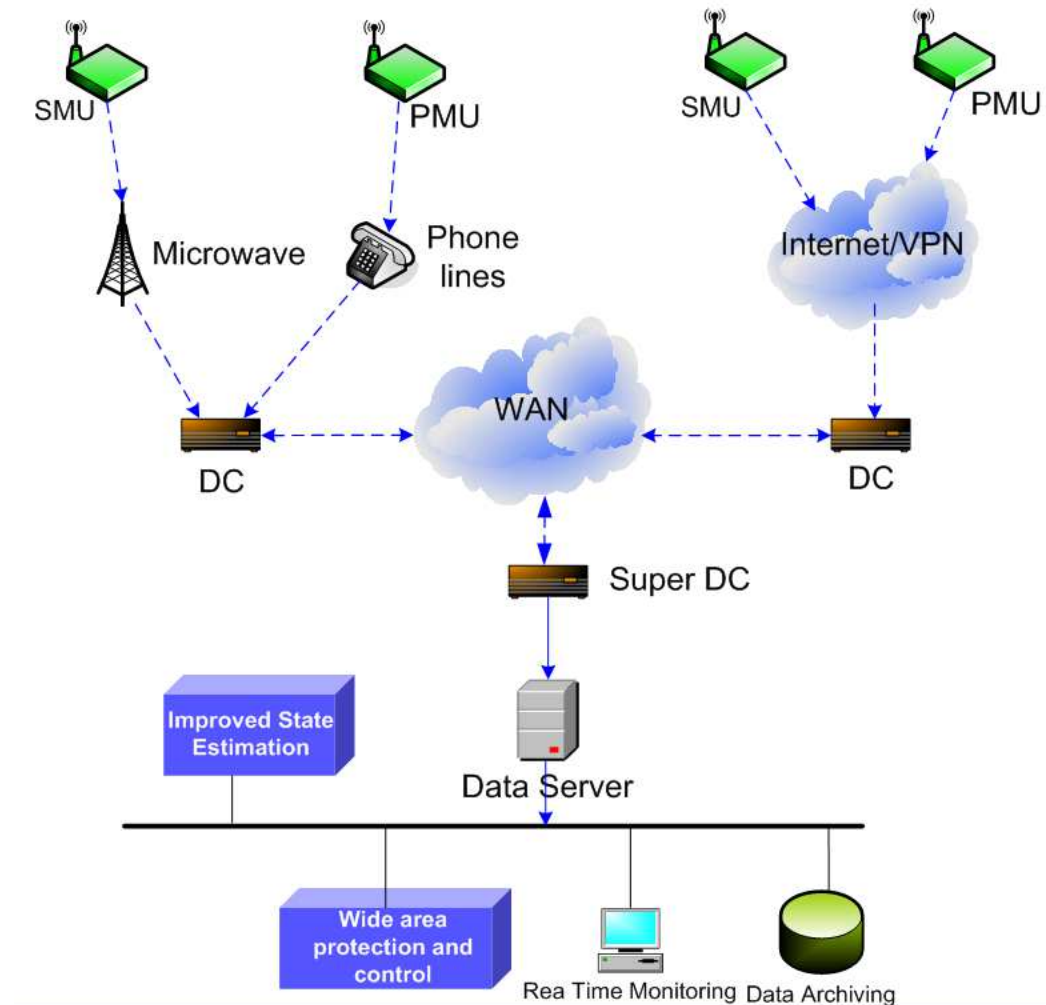 SMU
PMU
SMU
PMU
Microwave
Phone
lines
Internet/VPN
WAN
DC
DC
Super DC
Improved State
Estimation
Data Server
Wide area
protection and
control
Rea Time Monitoring
Data Archiving